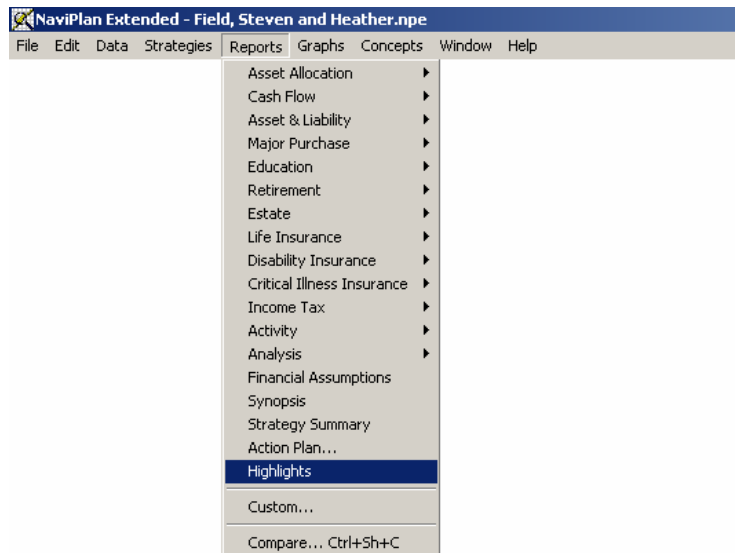 NaviPlan Extended - Field, Steven and Heather.npe
File Edit Data Strategies Reports Graphs Concepts Window Help
Asset Allocation
Cash Flow
Asset & Liability
Major Purchase
Education
Retirement
Estate
Life Insurance
Disability Insurance
Critical Illness Insurance
Income Tax
Activity
Analysis
Financial Assumptions
Synopsis
Strategy Summary
Action Plan...
Highlights
Custom...
Compare... Ctrl+Sh+C